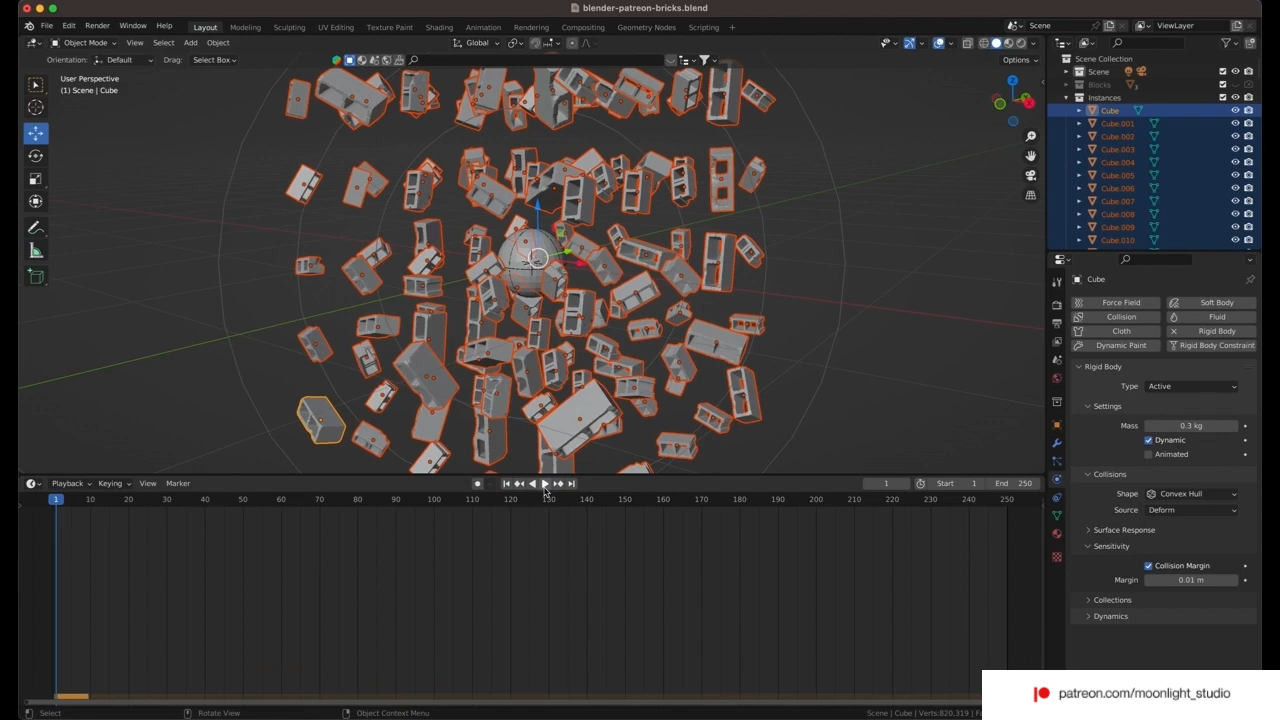 blender-patreon-bricks.blend
File Edit Render Window Help Layout Modeling Sculpting UV Editing Texture Paint Shading Animation Rendering Compositing Geometry Nodes Scripting + Scene ViewLayer
Object Mode View Select Add Object Global
Orientation: Default Drag: Select Box Options
User Perspective
(1) Scene | Cube
Scene Collection
Scene
Blocks
Instances
Cube
Cube.001
Cube.002
Cube.003
Cube.004
Cube.005
Cube.006
Cube.007
Cube.008
Cube.009
Cube.010
Cube
Force Field Soft Body
Collision Fluid
Cloth Rigid Body
Dynamic Paint Rigid Body Constraint
Rigid Body
Type Active
Settings
Mass 0.3 kg
Dynamic
Animated
Collisions
Shape Convex Hull
Source Deform
Surface Response
Sensitivity
Collision Margin
Margin 0.01 m
Collections
Dynamics
Playback Keying View Marker 1 Start 1 End 250
1 10 20 30 40 50 60 70 80 90 100 110 120 130 140 150 160 170 180 190 200 210 220 230 240 250
Select Rotate View Object Context Menu Scene | Cube | Verts:820,319 |
patreon.com/moonlight_studio